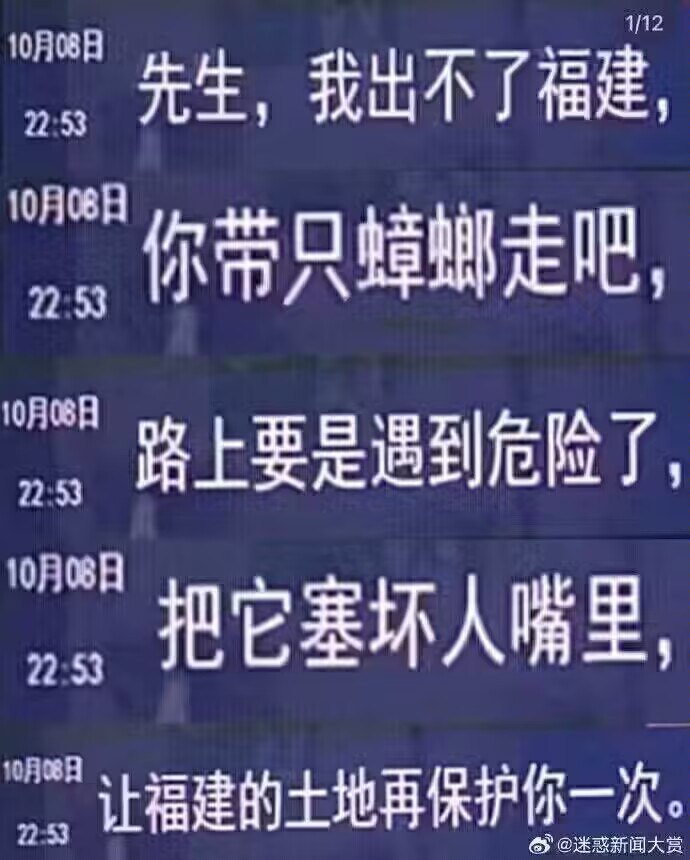 1/12
10月08日
先生，我出不了福建，
22:53
10月08日
你带只蟑螂走吧，
22:53
10月08日
路上要是遇到危险了，
22:53
10月08日
把它塞坏人嘴里，
22:53
10月08日
让福建的土地再保护你一次。
22:53
@迷惑新闻大赏